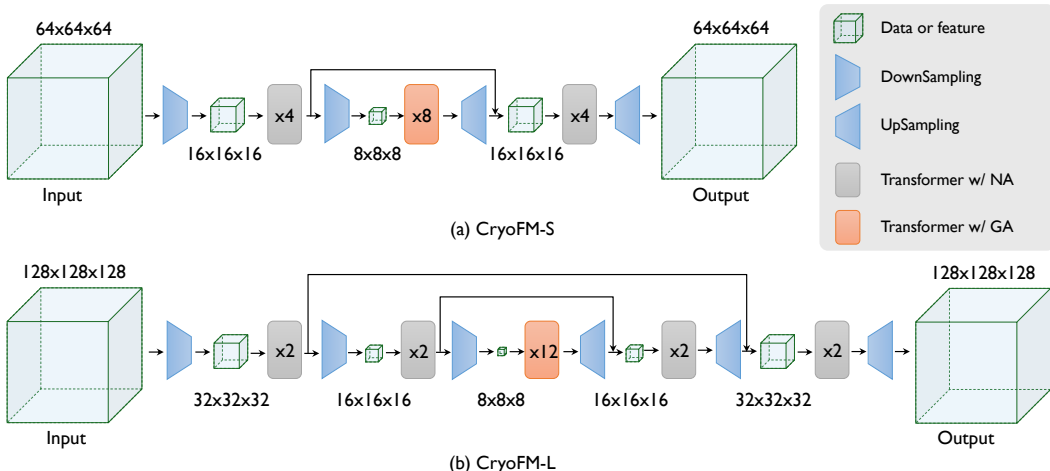 64x64x64
x4
x8
x4
16x16x16
8x8x8
16x16x16
64x64x64
Input
Output
(a) CryoFM-S
Data or feature
DownSampling
UpSampling
Transformer w/ NA
Transformer w/ GA
128x128x128
x2
x2
x12
x2
x2
32x32x32
16x16x16
8x8x8
16x16x16
32x32x32
128x128x128
Input
Output
(b) CryoFM-L